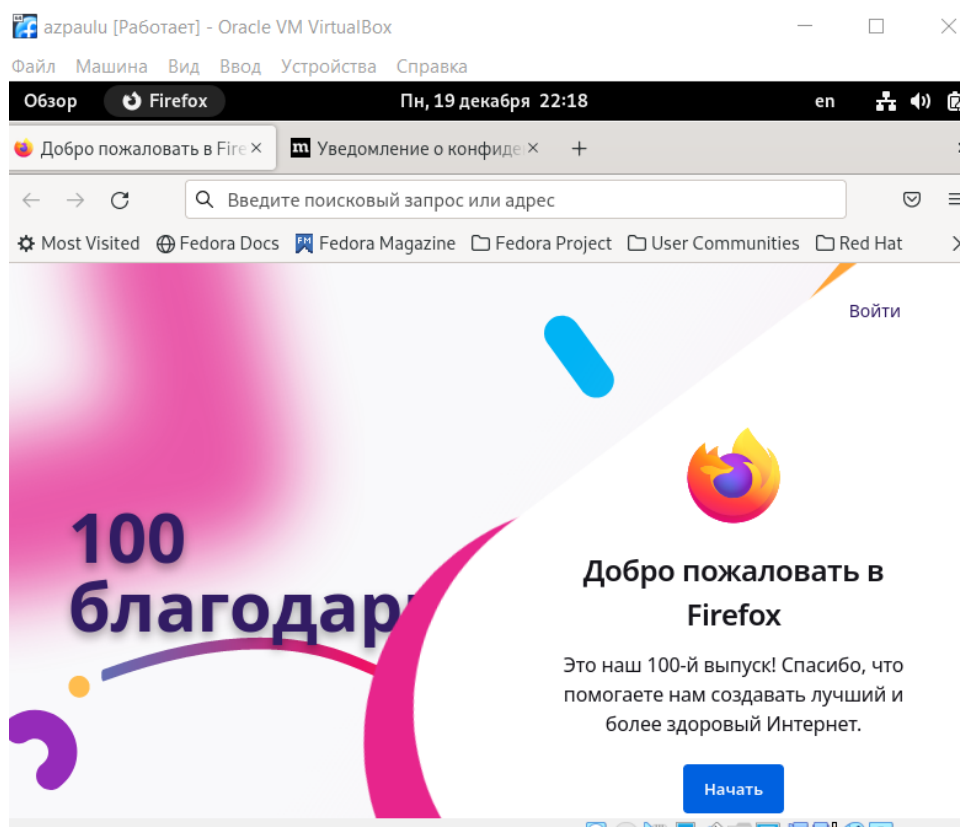 azpaulu [Работает] - Oracle VM VirtualBox
Файл Машина Вид Ввод Устройства Справка
Обзор Firefox Пн, 19 декабря 22:18 en
Добро пожаловать в Fire Уведомление о конфиде
Введите поисковый запрос или адрес
Most Visited Fedora Docs Fedora Magazine Fedora Project User Communities Red Hat
Войти
100
благодар
Добро пожаловать в
Firefox
Это наш 100-й выпуск! Спасибо, что
помогаете нам создавать лучший и
более здоровый Интернет.
Начать